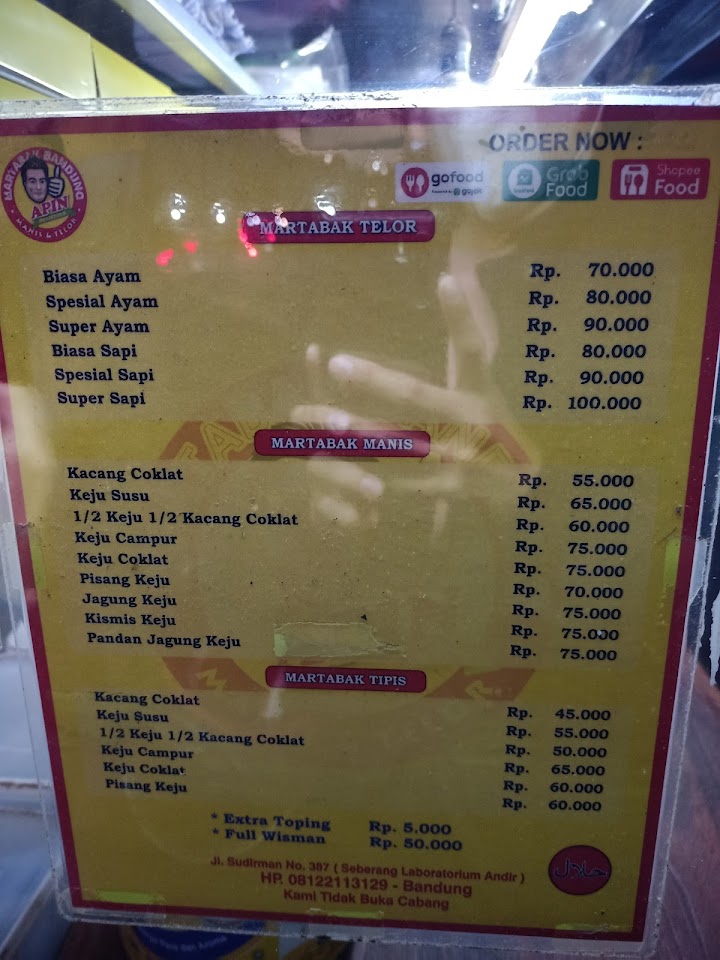 ORDER NOW :
MARTABAK BANDUNG
APIN
MANIS & TELOR
gofood
Powered by gojek
Grab Food
Shopee Food
MARTABAK TELOR
Biasa Ayam Rp. 70.000
Spesial Ayam Rp. 80.000
Super Ayam Rp. 90.000
Biasa Sapi Rp. 80.000
Spesial Sapi Rp. 90.000
Super Sapi Rp. 100.000
MARTABAK MANIS
Kacang Coklat Rp. 55.000
Keju Susu Rp. 65.000
1/2 Keju 1/2 Kacang Coklat Rp. 60.000
Keju Campur Rp. 75.000
Keju Coklat Rp. 75.000
Pisang Keju Rp. 70.000
Jagung Keju Rp. 75.000
Kismis Keju Rp. 75.000
Pandan Jagung Keju Rp. 75.000
MARTABAK TIPIS
Kacang Coklat Rp. 45.000
Keju Susu Rp. 55.000
1/2 Keju 1/2 Kacang Coklat Rp. 50.000
Keju Campur Rp. 65.000
Keju Coklat Rp. 60.000
Pisang Keju Rp. 60.000
* Extra Toping Rp. 5.000
* Full Wisman Rp. 50.000
Jl. Sudirman No. 387 ( Seberang Laboratorium Andir )
HP. 08122113129 - Bandung
Kami Tidak Buka Cabang
حلال